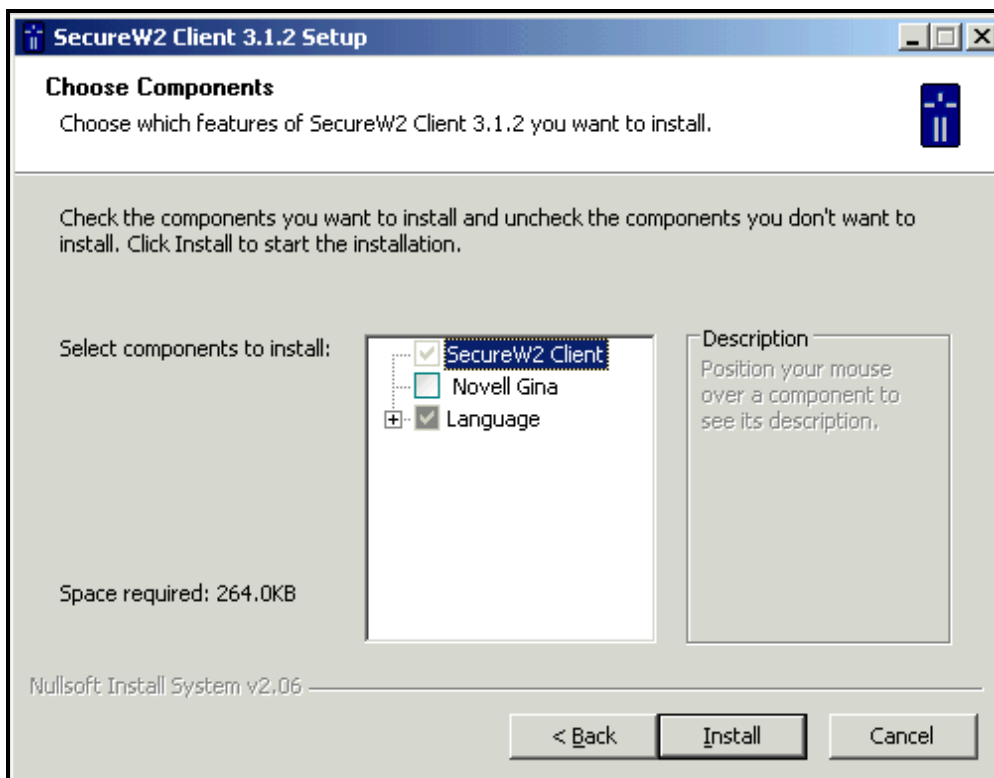 SecureW2 Client 3.1.2 Setup
Choose Components
Choose which features of SecureW2 Client 3.1.2 you want to install.
Check the components you want to install and uncheck the components you don't want to
install. Click Install to start the installation.
Select components to install:
SecureW2 Client
Novell Gina
Language
Description
Position your mouse
over a component to
see its description.
Space required: 264.0KB
Nullsoft Install System v2.06
< Back
Install
Cancel